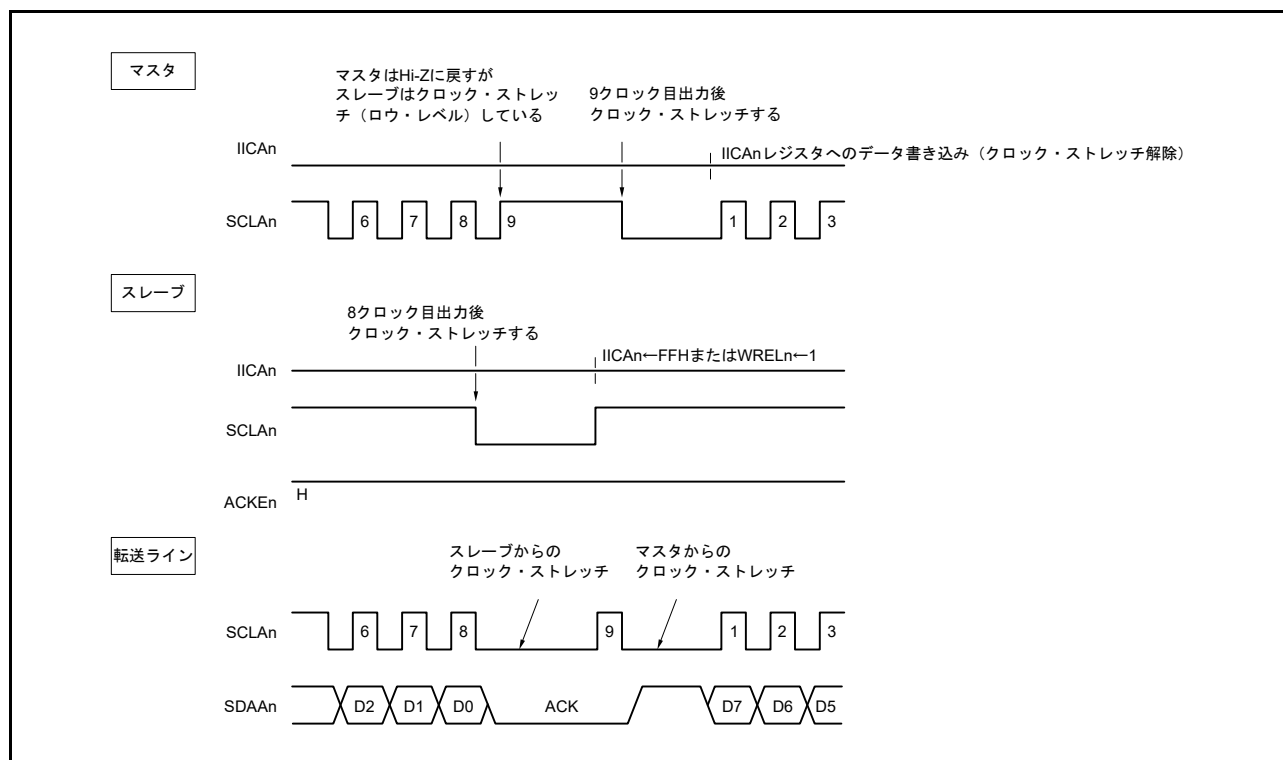 マスタ
マスタはHi-Zに戻すが
スレーブはクロック・ストレッ
チ（ロウ・レベル）している
9クロック目出力後
クロック・ストレッチする
IICAn
IICAnレジスタへのデータ書き込み（クロック・ストレッチ解除）
SCLAn
6 7 8 9 1 2 3
スレーブ
8クロック目出力後
クロック・ストレッチする
IICAn
IICAn←FFHまたはWRELn←1
SCLAn
ACKEn
H
転送ライン
スレーブからの
クロック・ストレッチ
マスタからの
クロック・ストレッチ
SCLAn
6 7 8 9 1 2 3
SDAAn
D2 D1 D0 ACK D7 D6 D5